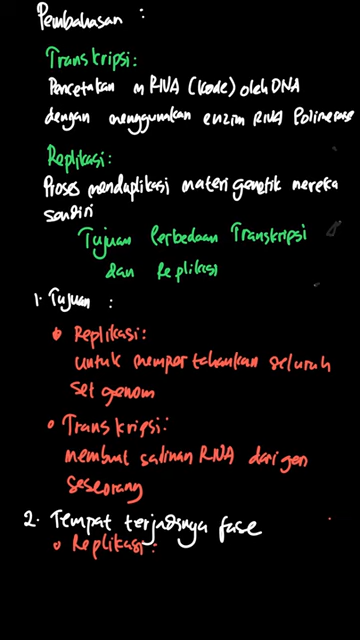 Pembahasan :
Transkripsi :
Pencetakan mRNA (kode) oleh DNA
dengan menggunakan enzim RNA Polimerase
Replikasi :
Proses menduplikasi materi genetik mereka
sendiri
Tujuan Perbedaan Transkripsi
dan Replikasi
1. Tujuan :
Replikasi :
untuk mempertahankan seluruh
set genom
Transkripsi :
membuat salinan RNA dari gen
seseorang
2. Tempat terjadinya fase
Replikasi :